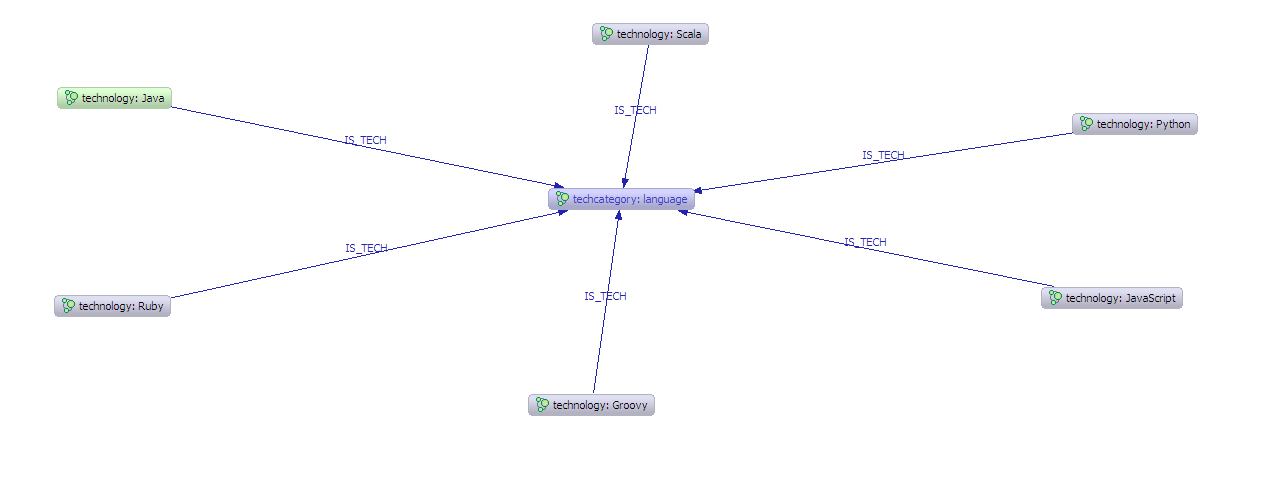 technology: Scala
technology: Java
IS_TECH
technology: Python
IS_TECH
IS_TECH
techcategory: language
IS_TECH
IS_TECH
IS_TECH
technology: JavaScript
technology: Ruby
technology: Groovy